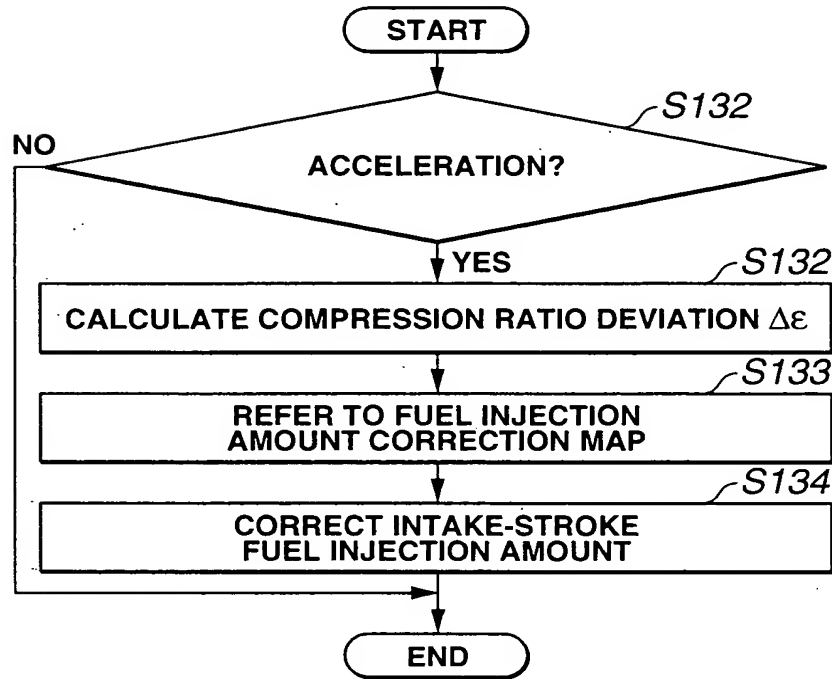 START
S132
NO
ACCELERATION?
YES
S132
CALCULATE COMPRESSION RATIO DEVIATION Δε
S133
REFER TO FUEL INJECTION
AMOUNT CORRECTION MAP
S134
CORRECT INTAKE-STROKE
FUEL INJECTION AMOUNT
END